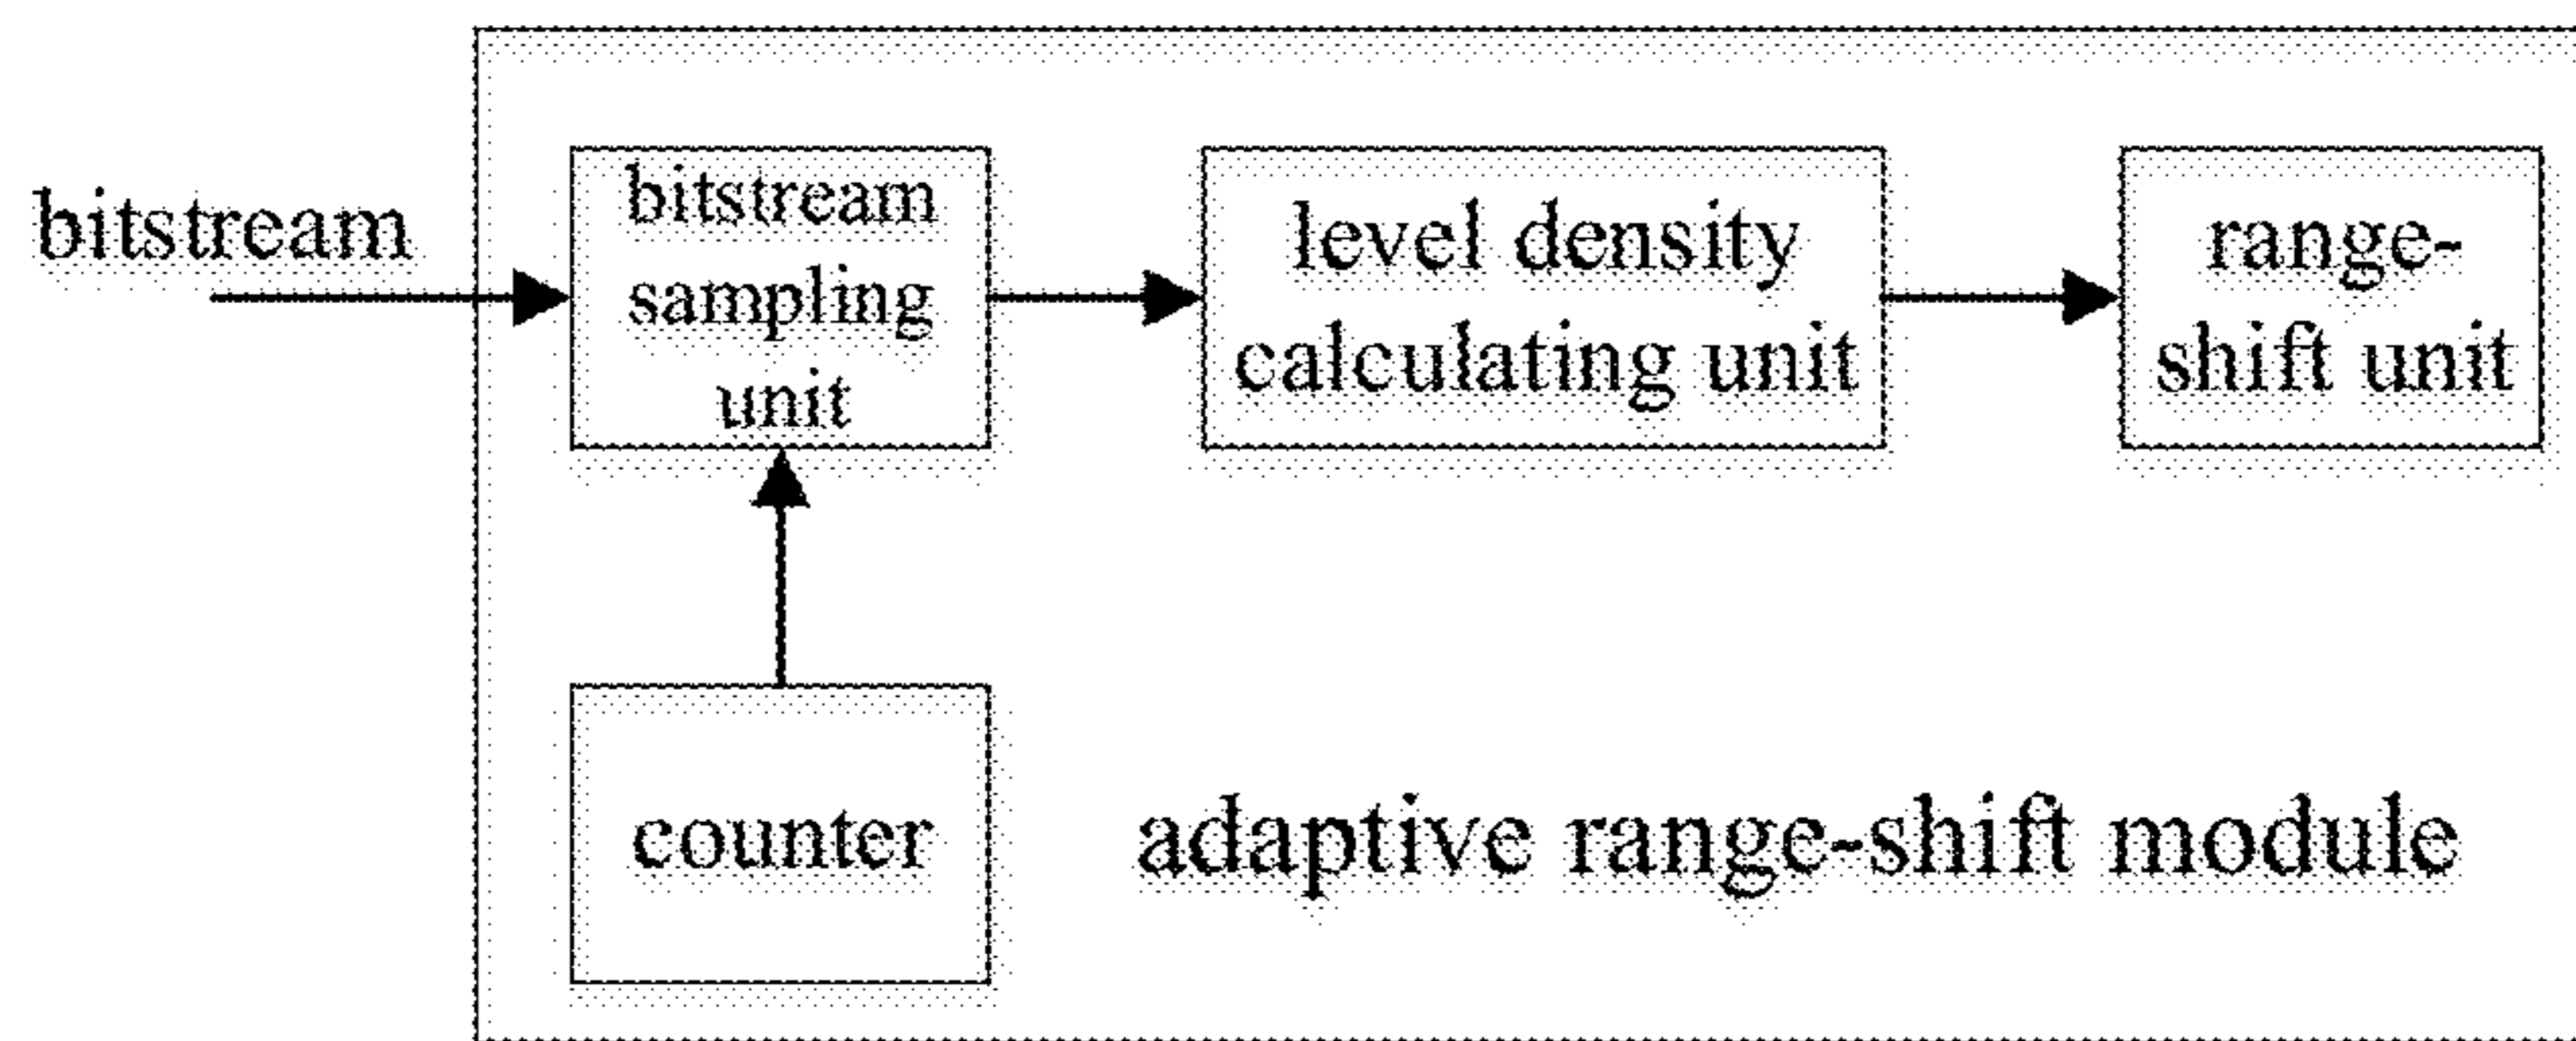 bitstream
bitstream
sampling
unit
level density
calculating unit
range-
shift unit
counter
adaptive range-shift module